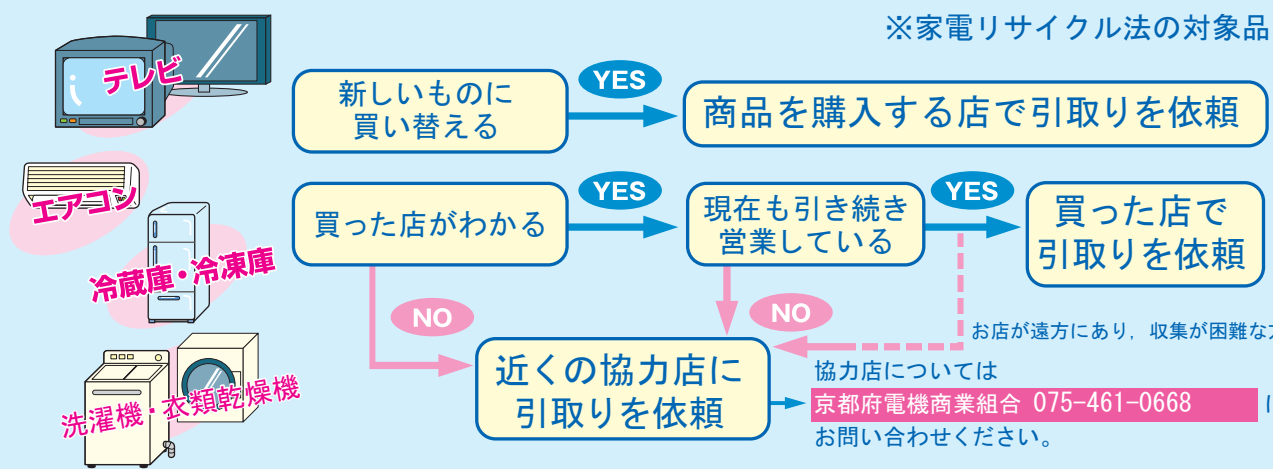 ※家電リサイクル法の対象品
テレビ
エアコン
冷蔵庫・冷凍庫
洗濯機・衣類乾燥機
新しいものに
買い替える
YES
商品を購入する店で引取りを依頼
買った店がわかる
YES
現在も引き続き
営業している
YES
買った店で
引取りを依頼
NO
NO
お店が遠方にあり，収集が困難な
近くの協力店に
引取りを依頼
協力店については
京都府電機商業組合 075-461-0668
お問い合わせください。